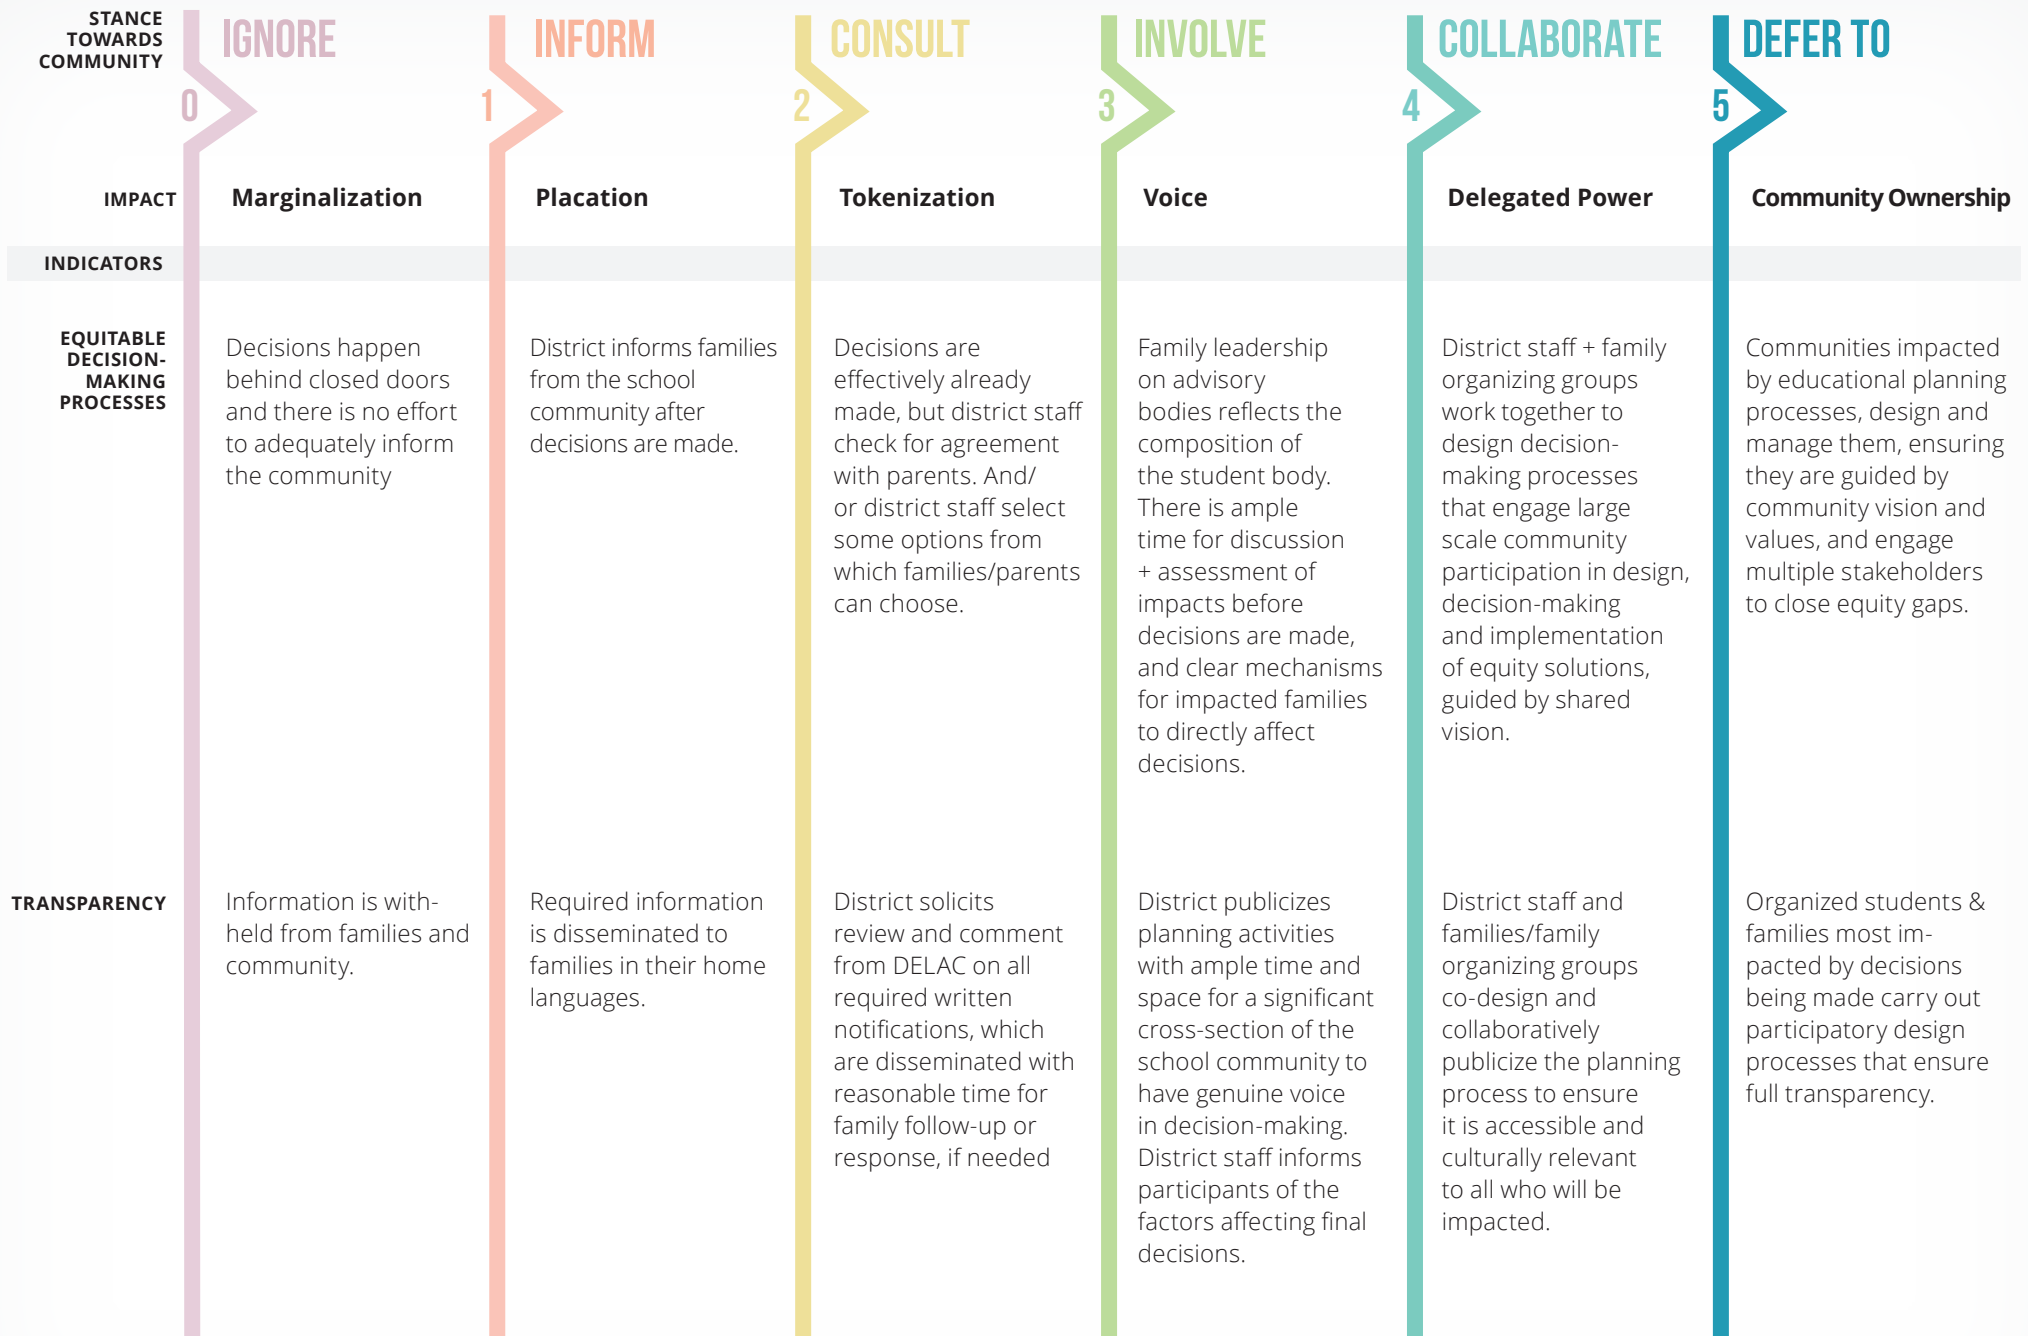 STANCE
TOWARDS
COMMUNITY
IGNORE
INFORM
CONSULT
INVOLVE
COLLABORATE
DEFER TO
0
1
2
3
4
5
IMPACT
Marginalization
Placation
Tokenization
Voice
Delegated Power
Community Ownership
INDICATORS
EQUITABLE
DECISION-
MAKING
PROCESSES
Decisions happen
behind closed doors
and there is no effort
to adequately inform
the community
District informs families
from the school
community after
decisions are made.
Decisions are
effectively already
made, but district staff
check for agreement
with parents. And/
or district staff select
some options from
which families/parents
can choose.
Family leadership
on advisory
bodies reflects the
composition of
the student body.
There is ample
time for discussion
+ assessment of
impacts before
decisions are made,
and clear mechanisms
for impacted families
to directly affect
decisions.
District staff + family
organizing groups
work together to
design decision-
making processes
that engage large
scale community
participation in design,
decision-making
and implementation
of equity solutions,
guided by shared
vision.
Communities impacted
by educational planning
processes, design and
manage them, ensuring
they are guided by
community vision and
values, and engage
multiple stakeholders
to close equity gaps.
TRANSPARENCY
Information is with-
held from families and
community.
Required information
is disseminated to
families in their home
languages.
District solicits
review and comment
from DELAC on all
required written
notifications, which
are disseminated with
reasonable time for
family follow-up or
response, if needed
District publicizes
planning activities
with ample time and
space for a significant
cross-section of the
school community to
have genuine voice
in decision-making.
District staff informs
participants of the
factors affecting final
decisions.
District staff and
families/family
organizing groups
co-design and
collaboratively
publicize the planning
process to ensure
it is accessible and
culturally relevant
to all who will be
impacted.
Organized students &
families most im-
pacted by decisions
being made carry out
participatory design
processes that ensure
full transparency.